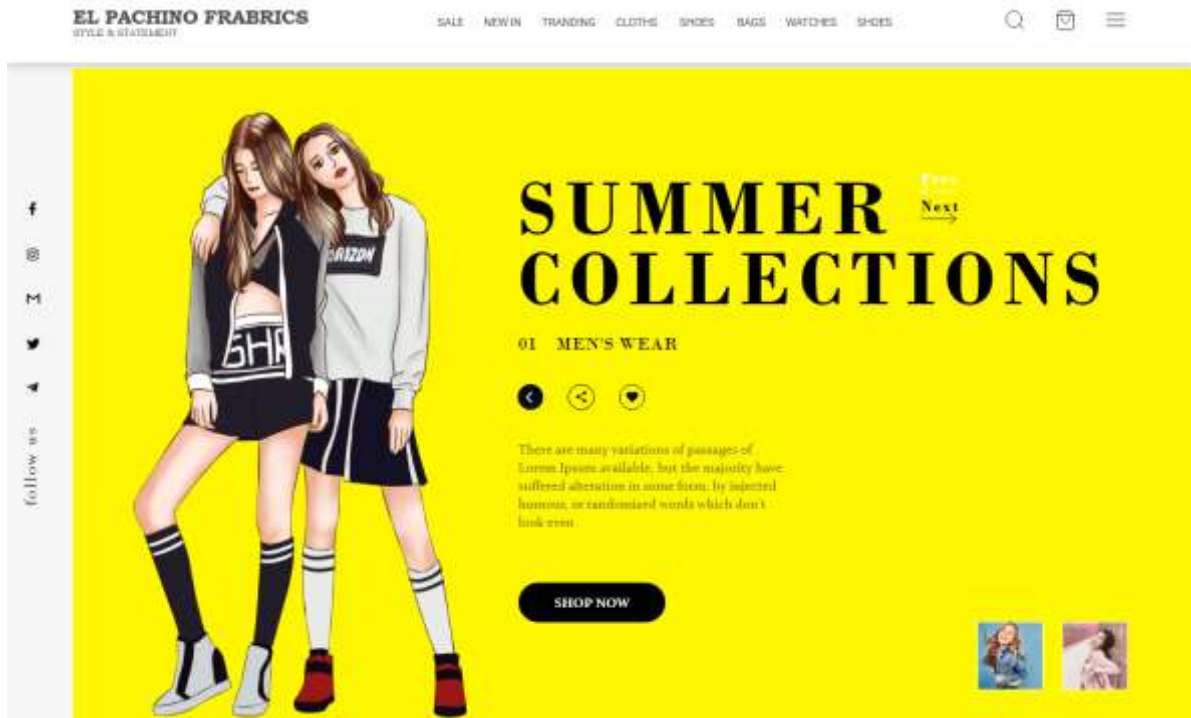 EL PACHINO FRABRICS
STYLE & STATEMENT
SALE NEW IN TRANDING CLOTHS SHOES BAGS WATCHES SHOES
follow us
ORIZON
SHA
SUMMER
Prev
Next
COLLECTIONS
01 MEN'S WEAR
There are many variations of passages of
Lorem Ipsum available, but the majority have
suffered alteration in some form, by injected
humour, or randomised words which don't
look even
SHOP NOW